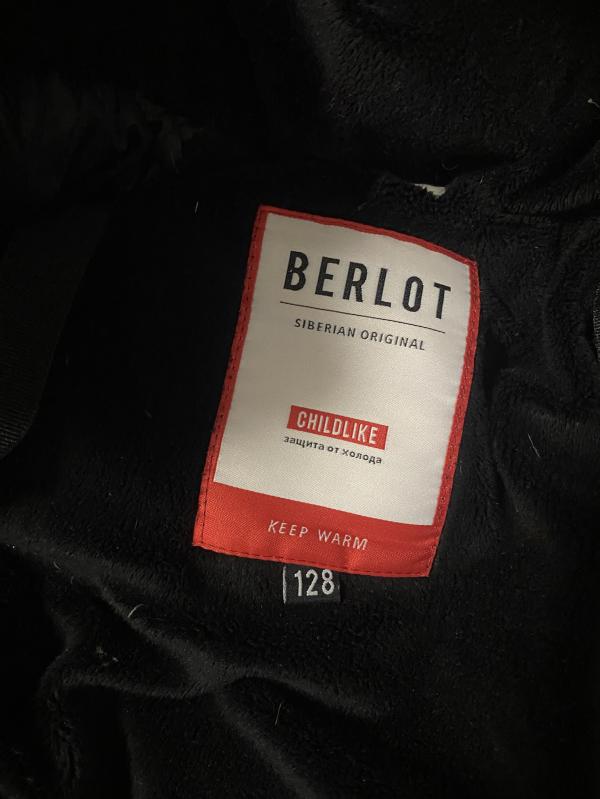 BERLOT
SIBERIAN ORIGINAL
CHILDLIKE
защита от холода
KEEP WARM
128